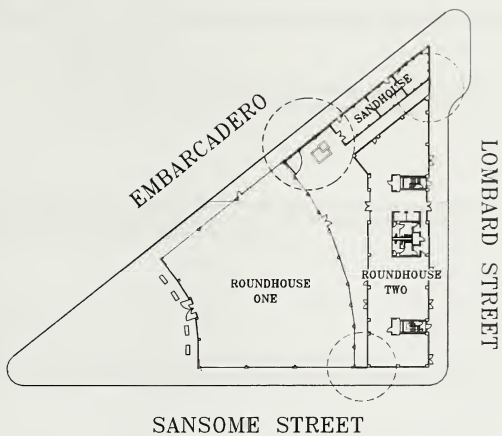 EMBARCADERO
SANDHOUSE
LOMBARD STREET
ROUNDHOUSE
ONE
ROUNDHOUSE
TWO
SANSOME STREET